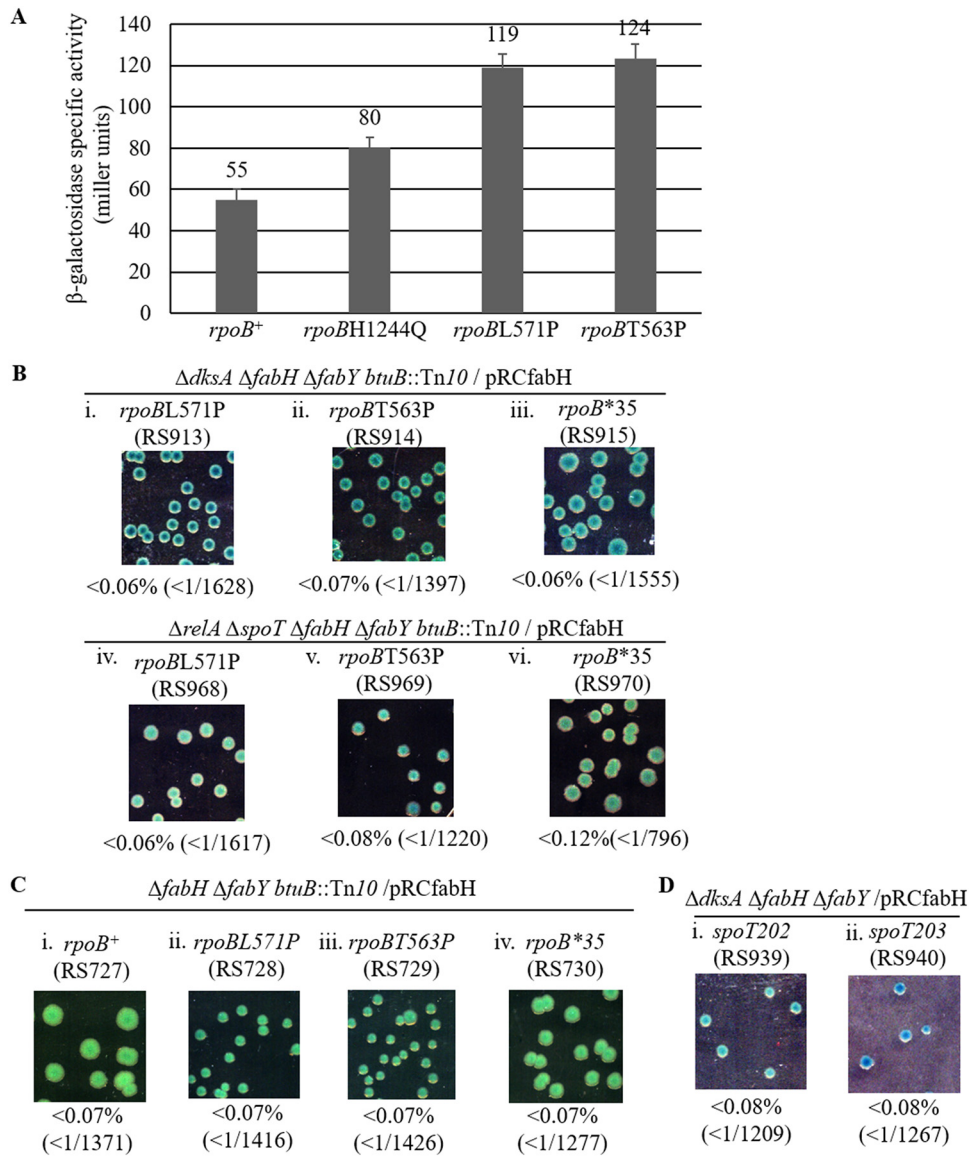 A
β-galactosidase specific activity
(miller units)
140
120
100
80
60
40
20
0
55
80
119
124
rpoB+ rpoBH1244Q rpoBL571P rpoBT563P
B
ΔdksA ΔfabH ΔfabY btuB::Tn10 / pRCfabH
i. rpoBL571P ii. rpoBT563P iii. rpoB*35
(RS913) (RS914) (RS915)
<0.06% (<1/1628) <0.07% (<1/1397) <0.06% (<1/1555)
ΔrelA ΔspoT ΔfabH ΔfabY btuB::Tn10 / pRCfabH
iv. rpoBL571P v. rpoBT563P vi. rpoB*35
(RS968) (RS969) (RS970)
<0.06% (<1/1617) <0.08% (<1/1220) <0.12%(<1/796)
C
ΔfabH ΔfabY btuB::Tn10 /pRCfabH
i. rpoB+ ii. rpoBL571P iii. rpoBT563P iv. rpoB*35
(RS727) (RS728) (RS729) (RS730)
<0.07% <0.07% <0.07% <0.07%
(<1/1371) (<1/1416) (<1/1426) (<1/1277)
D
ΔdksA ΔfabH ΔfabY /pRCfabH
i. spoT202 ii. spoT203
(RS939) (RS940)
<0.08% <0.08%
(<1/1209) (<1/1267)